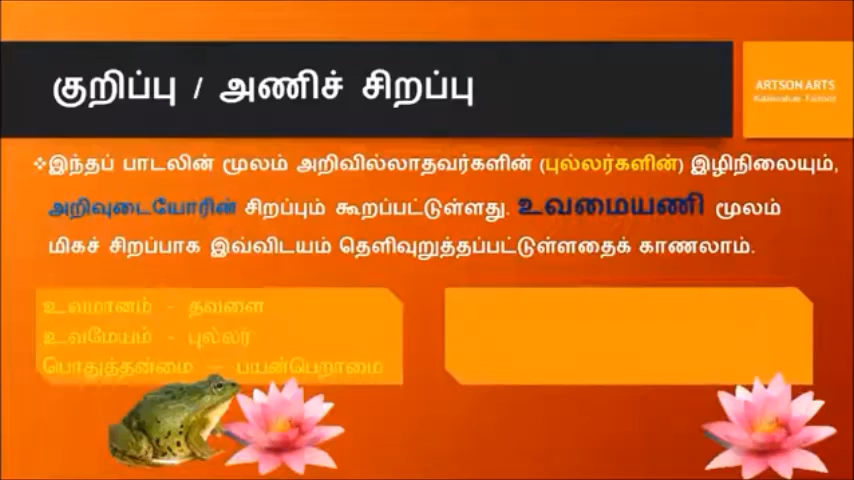 குறிப்பு / அணிச் சிறப்பு
ARTSON ARTS
❖இந்தப் பாடலின் மூலம் அறிவில்லாதவர்களின் (புல்லர்களின்) இழிநிலையும்,
அறிவுடையோரின் சிறப்பும் கூறப்பட்டுள்ளது. உவமையணி மூலம்
மிகச் சிறப்பாக இவ்விடயம் தெளிவுறுத்தப்பட்டுள்ளதைக் காணலாம்.
உவமானம் - தவளை
உவமேயம் - புல்லர்
பொதுத்தன்மை - பயன்பெறாமை